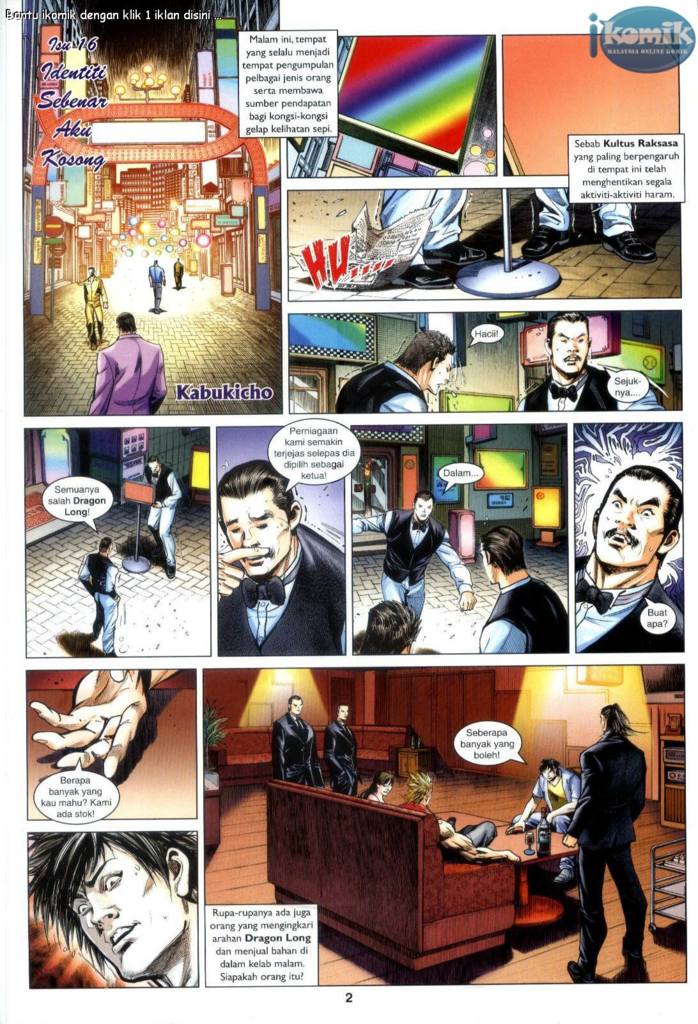 Bantu ikomik dengan klik 1 iklan disini ...
ikomik
MALAYSIA ONLINE KOMIK
Isu 16
Identiti
Sebenar
Aku
Kosong
Kabukicho
Malam ini, tempat
yang selalu menjadi
tempat pengumpulan
pelbagai jenis orang
serta membawa
sumber pendapatan
bagi kongsi-kongsi
gelap kelihatan sepi.
Sebab Kultus Raksasa
yang paling berpengaruh
di tempat ini telah
menghentikan segala
aktiviti-aktiviti haram.
HU
Hacii!
Sejuk-
nya....
Semuanya
salah Dragon
Long!
Perniagaan
kami semakin
terjejas selepas dia
dipilih sebagai
ketua!
Dalam...
Buat
apa?
Berapa
banyak yang
kau mahu? Kami
ada stok!
Seberapa
banyak yang
boleh!
Rupa-rupanya ada juga
orang yang mengingkari
arahan Dragon Long
dan menjual bahan di
dalam kelab malam.
Siapakah orang itu?
2